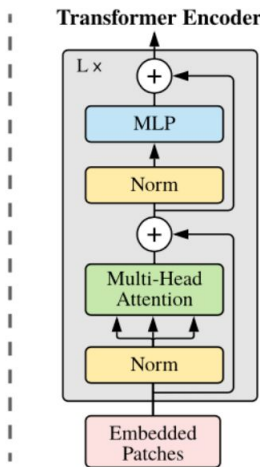 Transformer Encoder
L ×
+
MLP
Norm
+
Multi-Head
Attention
Norm
Embedded
Patches